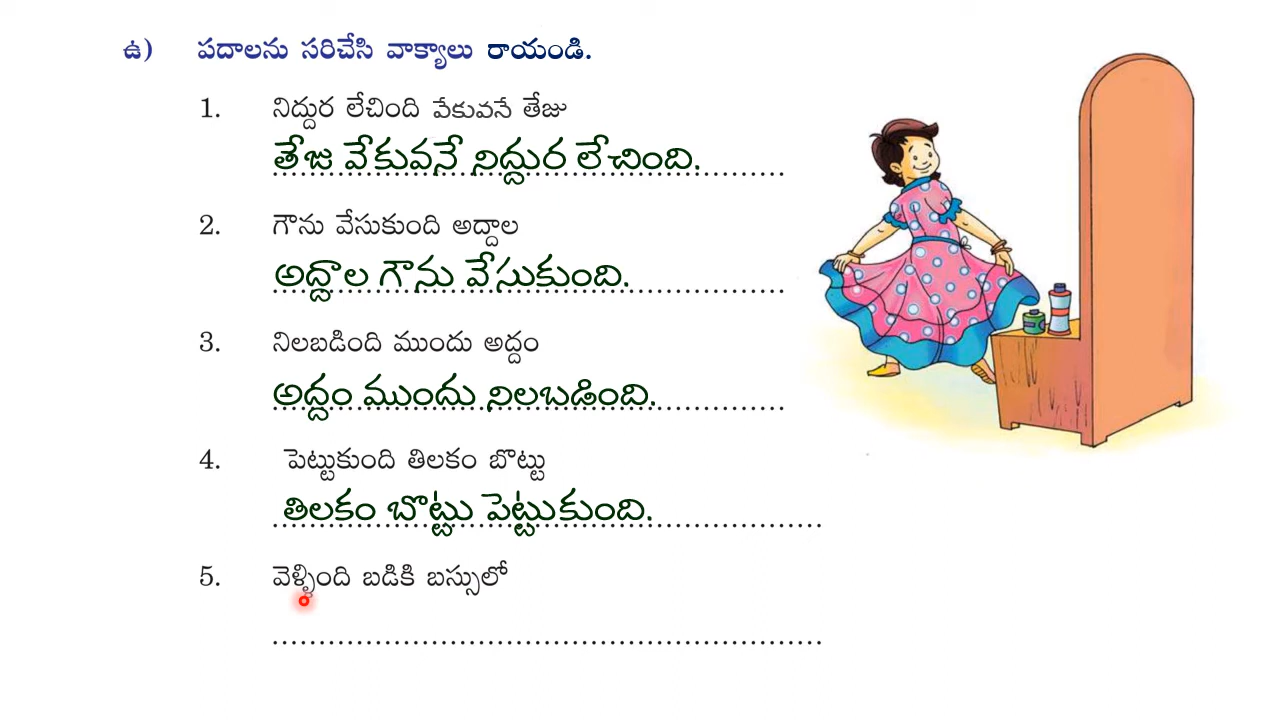 ఉ) పదాలను సరిచేసి వాక్యాలు రాయండి.
1. నిద్దుర లేచింది వేకువనే తేజు
తేజు వేకువనే నిద్దుర లేచింది.
2. గౌను వేసుకుంది అద్దాల
అద్దాల గౌను వేసుకుంది.
3. నిలబడింది ముందు అద్దం
అద్దం ముందు నిలబడింది.
4. పెట్టుకుంది తిలకం బొట్టు
తిలకం బొట్టు పెట్టుకుంది.
5. వెళ్ళింది బడికి బస్సులో